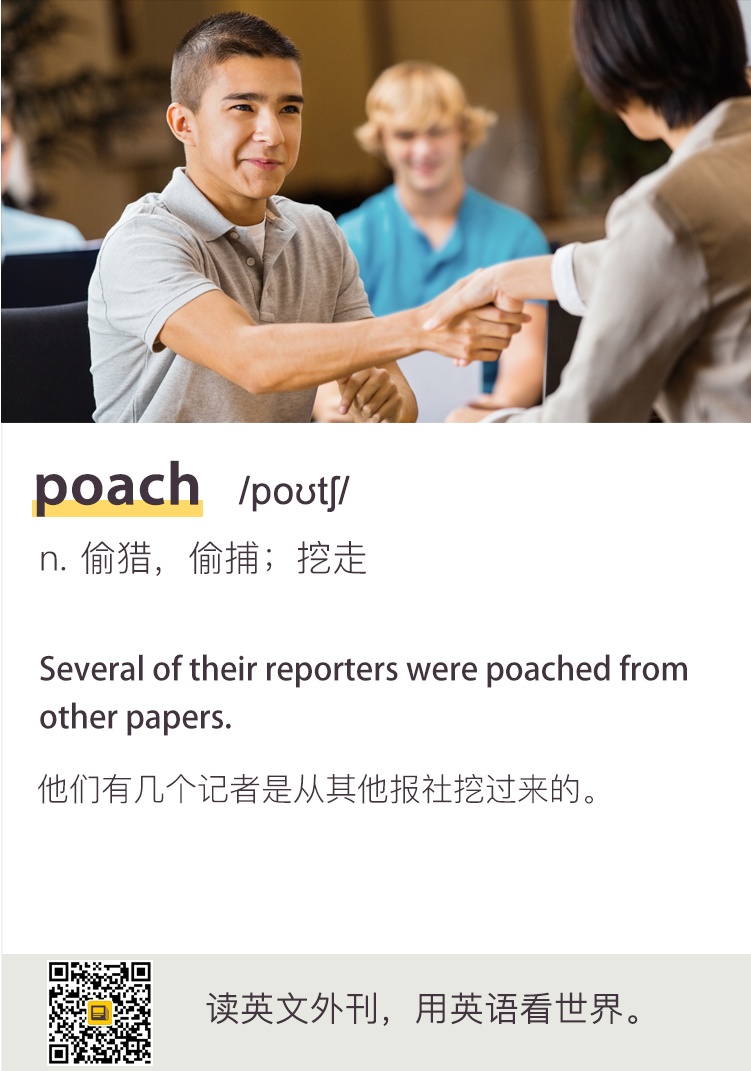 poach /poʊtʃ/
n. 偷猎，偷捕；挖走
Several of their reporters were poached from
other papers.
他们有几个记者是从其他报社挖过来的。
读英文外刊，用英语看世界。